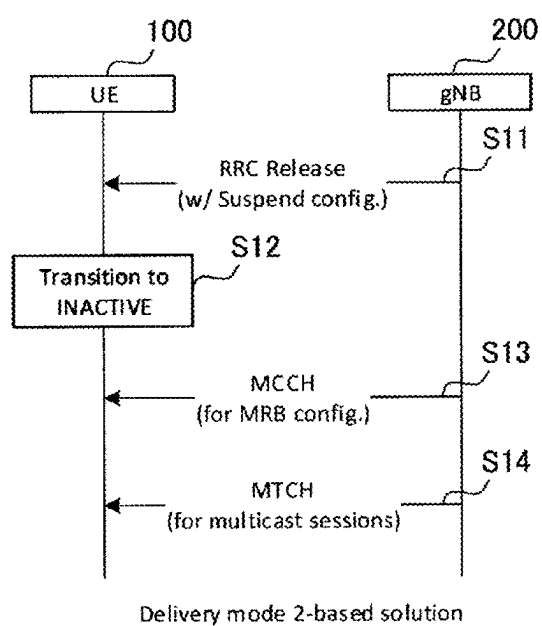 100
200
UE
gNB
S11
RRC Release
(w/ Suspend config.)
S12
Transition to
INACTIVE
S13
MCCH
(for MRB config.)
S14
MTCH
(for multicast sessions)
Delivery mode 2-based solution